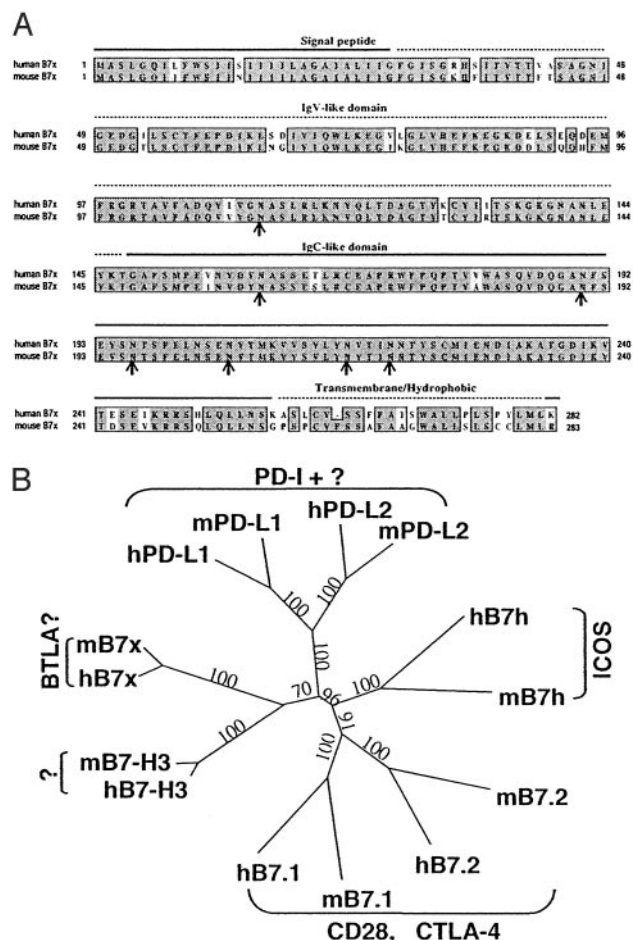 A
Signal peptide
human B7x 1 MASLGQILFWSIISIIIILAGAIALIIGFGISGRHSITVTTVASAGNI 48
mouse B7x 1 MASLGQIIFWSIINIIIILAGAIALIIGFGISGKHFITVTTFTSAGNI 48
IgV-like domain
human B7x 49 GEDGILSCTFEPDIKLSDIVIQWLKEGVLGLVHEFKEGKDELSEQDEM 96
mouse B7x 49 GEDGTLSCTFEPDIKLNGIVIQWLKEGIKGLVHEFKEGKDDLSQQHEM 96
human B7x 97 FRGRTAVFADQVIVGNASLRLKNVQLTDAGTYKCYIITSKGKGNANLE 144
mouse B7x 97 FRGRTAVFADQVVVGNASLRLKNVQLTDAGTYTCYIRTSKGKGNANLE 144
IgC-like domain
human B7x 145 YKTGAFSMPEVNVDYNASSETLRCEAPRWFPQPTVVWASQVDQGANFS 192
mouse B7x 145 YKTGAFSMPEINVDYNASSESLRCEAPRWFPQPTVAWASQVDQGANFS 192
human B7x 193 EVSNTSFELNSENVTMKVVSVLYNVTINNTYSCMIENDIAKATGDIKV 240
mouse B7x 193 EVSNTSFELNSENVTMKVVSVLYNVTINNTYSCMIENDIAKATGDIKV 240
Transmembrane/Hydrophobic
human B7x 241 TESEIKRRSHLQLLNSKASLCV-SSFFAISWALLPLSPYLMLK 282
mouse B7x 241 TDSEVKRRSQLQLLNSGPSPCVFSSAFAAGWALLSLSCCLMLR 283
B
PD-I + ?
hPD-L2
mPD-L1
mPD-L2
hPD-L1
100
100
100
BTLA?
mB7x
hB7x
100
70
96
100
91
hB7h
mB7h
ICOS
?
mB7-H3
hB7-H3
100
100
100
mB7.2
hB7.2
hB7.1
mB7.1
CD28. CTLA-4